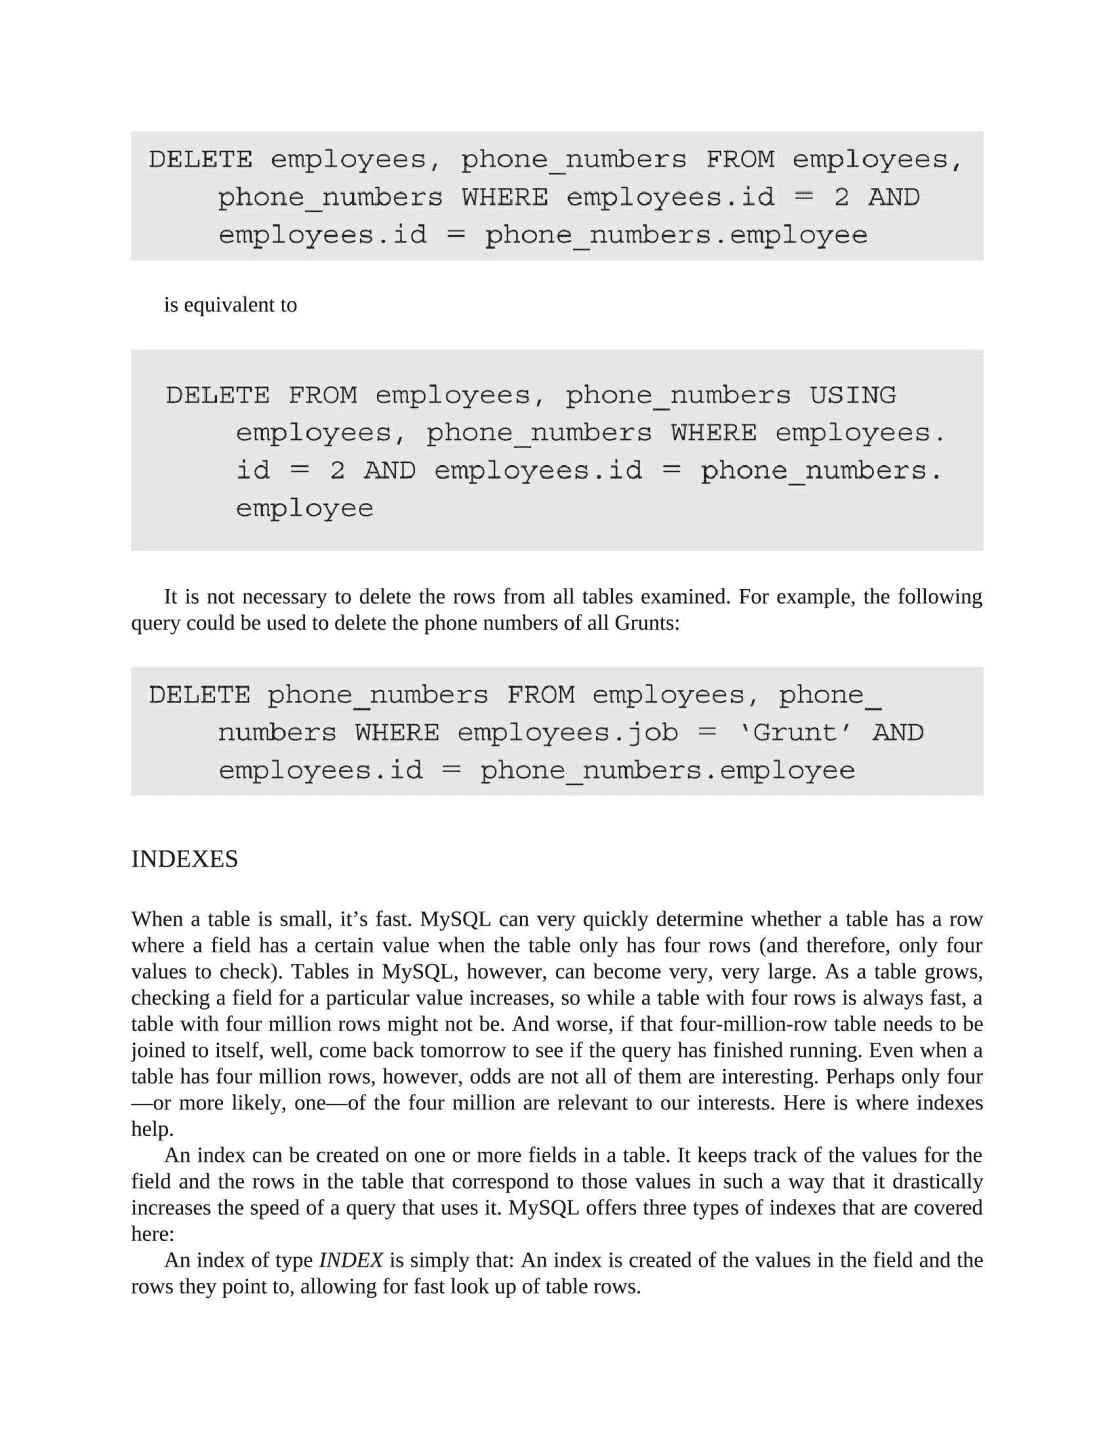 DELETE employees, phone_numbers FROM employees,
phone_numbers WHERE employees.id = 2 AND
employees.id = phone_numbers.employee
is equivalent to
DELETE FROM employees, phone_numbers USING
employees, phone_numbers WHERE employees.
id = 2 AND employees.id = phone_numbers.
employee
It is not necessary to delete the rows from all tables examined. For example, the following
query could be used to delete the phone numbers of all Grunts:
DELETE phone_numbers FROM employees, phone_
numbers WHERE employees.job = ‘Grunt’ AND
employees.id = phone_numbers.employee
INDEXES
When a table is small, it’s fast. MySQL can very quickly determine whether a table has a row
where a field has a certain value when the table only has four rows (and therefore, only four
values to check). Tables in MySQL, however, can become very, very large. As a table grows,
checking a field for a particular value increases, so while a table with four rows is always fast, a
table with four million rows might not be. And worse, if that four-million-row table needs to be
joined to itself, well, come back tomorrow to see if the query has finished running. Even when a
table has four million rows, however, odds are not all of them are interesting. Perhaps only four
—or more likely, one—of the four million are relevant to our interests. Here is where indexes
help.
An index can be created on one or more fields in a table. It keeps track of the values for the
field and the rows in the table that correspond to those values in such a way that it drastically
increases the speed of a query that uses it. MySQL offers three types of indexes that are covered
here:
An index of type INDEX is simply that: An index is created of the values in the field and the
rows they point to, allowing for fast look up of table rows.